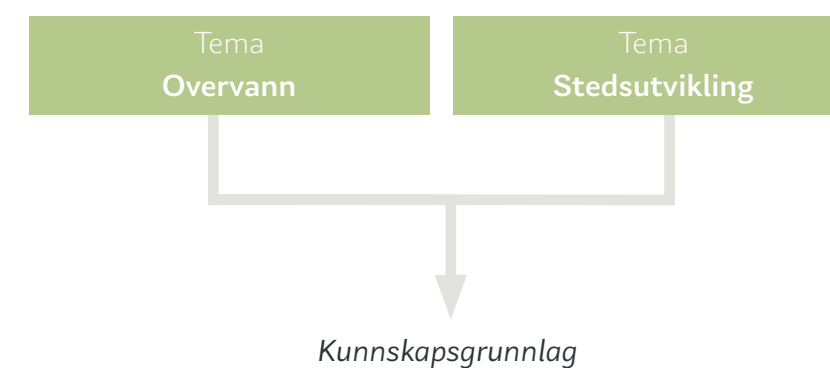 Tema
Overvann
Tema
Stedsutvikling
Kunnskapsgrunnlag